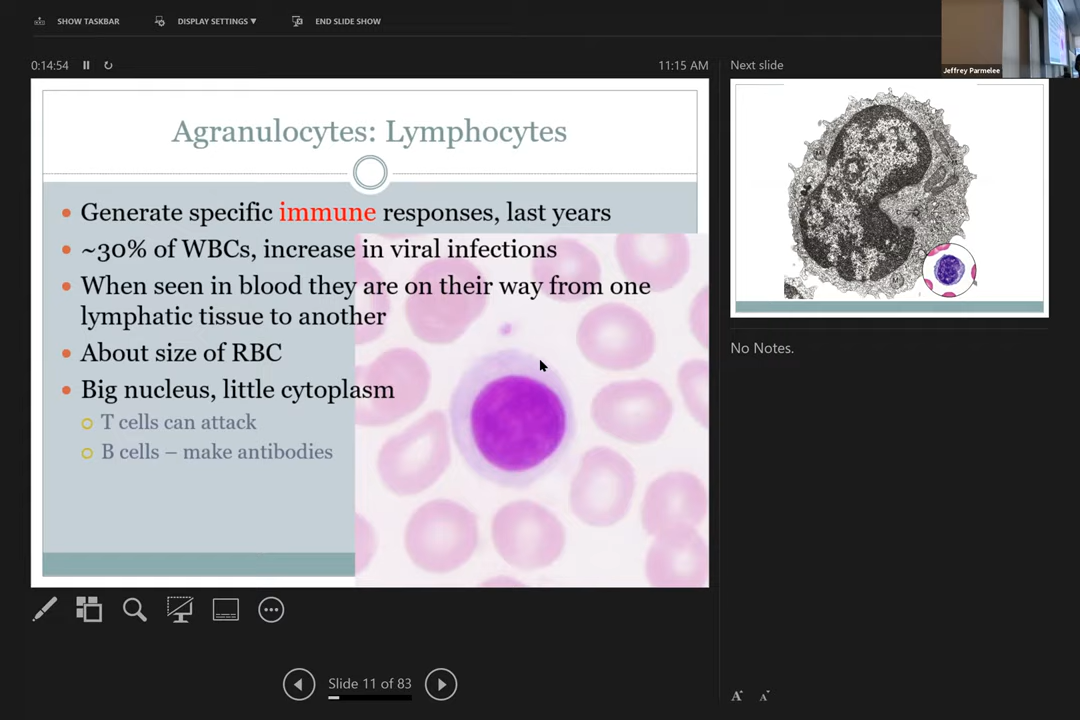 SHOW TASKBAR
DISPLAY SETTINGS ▼
END SLIDE SHOW
Jeffrey Parmelee
0:14:54
11:15 AM
Next slide
Agranulocytes: Lymphocytes
• Generate specific immune responses, last years
• ~30% of WBCs, increase in viral infections
• When seen in blood they are on their way from one
lymphatic tissue to another
• About size of RBC
• Big nucleus, little cytoplasm
○ T cells can attack
○ B cells – make antibodies
No Notes.
Slide 11 of 83
A A